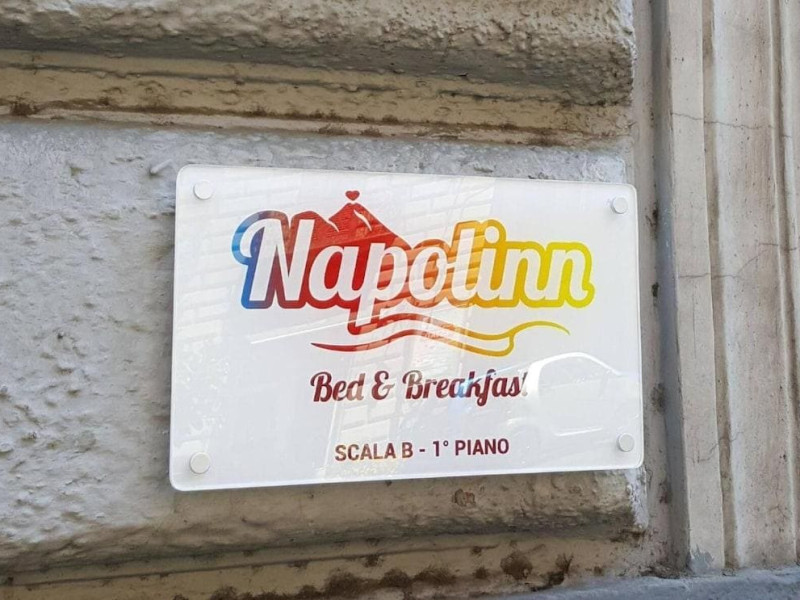 Napolinn
Bed & Breakfast
SCALA B - 1° PIANO